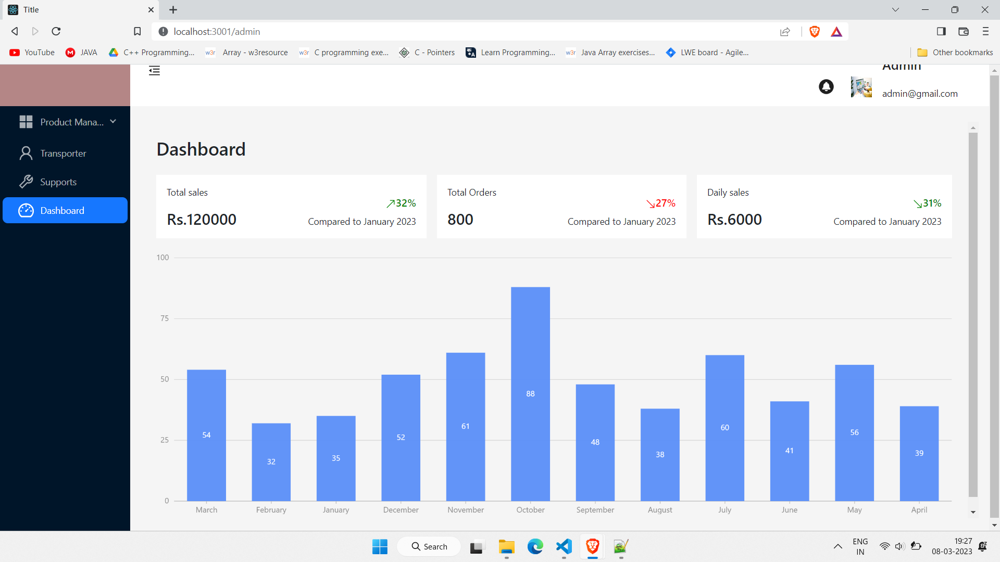 Title
localhost:3001/admin
YouTube
JAVA
C++ Programming...
w3r Array - w3resource
w3r C programming exe...
C - Pointers
Learn Programming...
w3r Java Array exercises...
LWE board - Agile...
Other bookmarks
Admin
admin@gmail.com
Product Mana...
Transporter
Supports
Dashboard
Dashboard
Total sales
32%
Rs.120000
Compared to January 2023
Total Orders
27%
800
Compared to January 2023
Daily sales
31%
Rs.6000
Compared to January 2023
100
75
50
25
0
54
32
35
52
61
88
48
38
60
41
56
39
March
February
January
December
November
October
September
August
July
June
May
April
Search
ENG
IN
19:27
08-03-2023